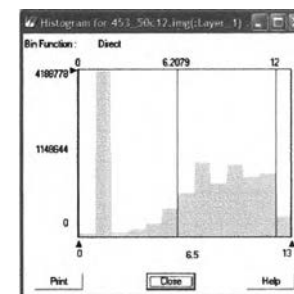 Histogram for 453_50c12.img(:Layer_1)
Bin Function: Direct
0 6.2079 12
4188778
1148644
0
0 6.5 13
Print Close Help